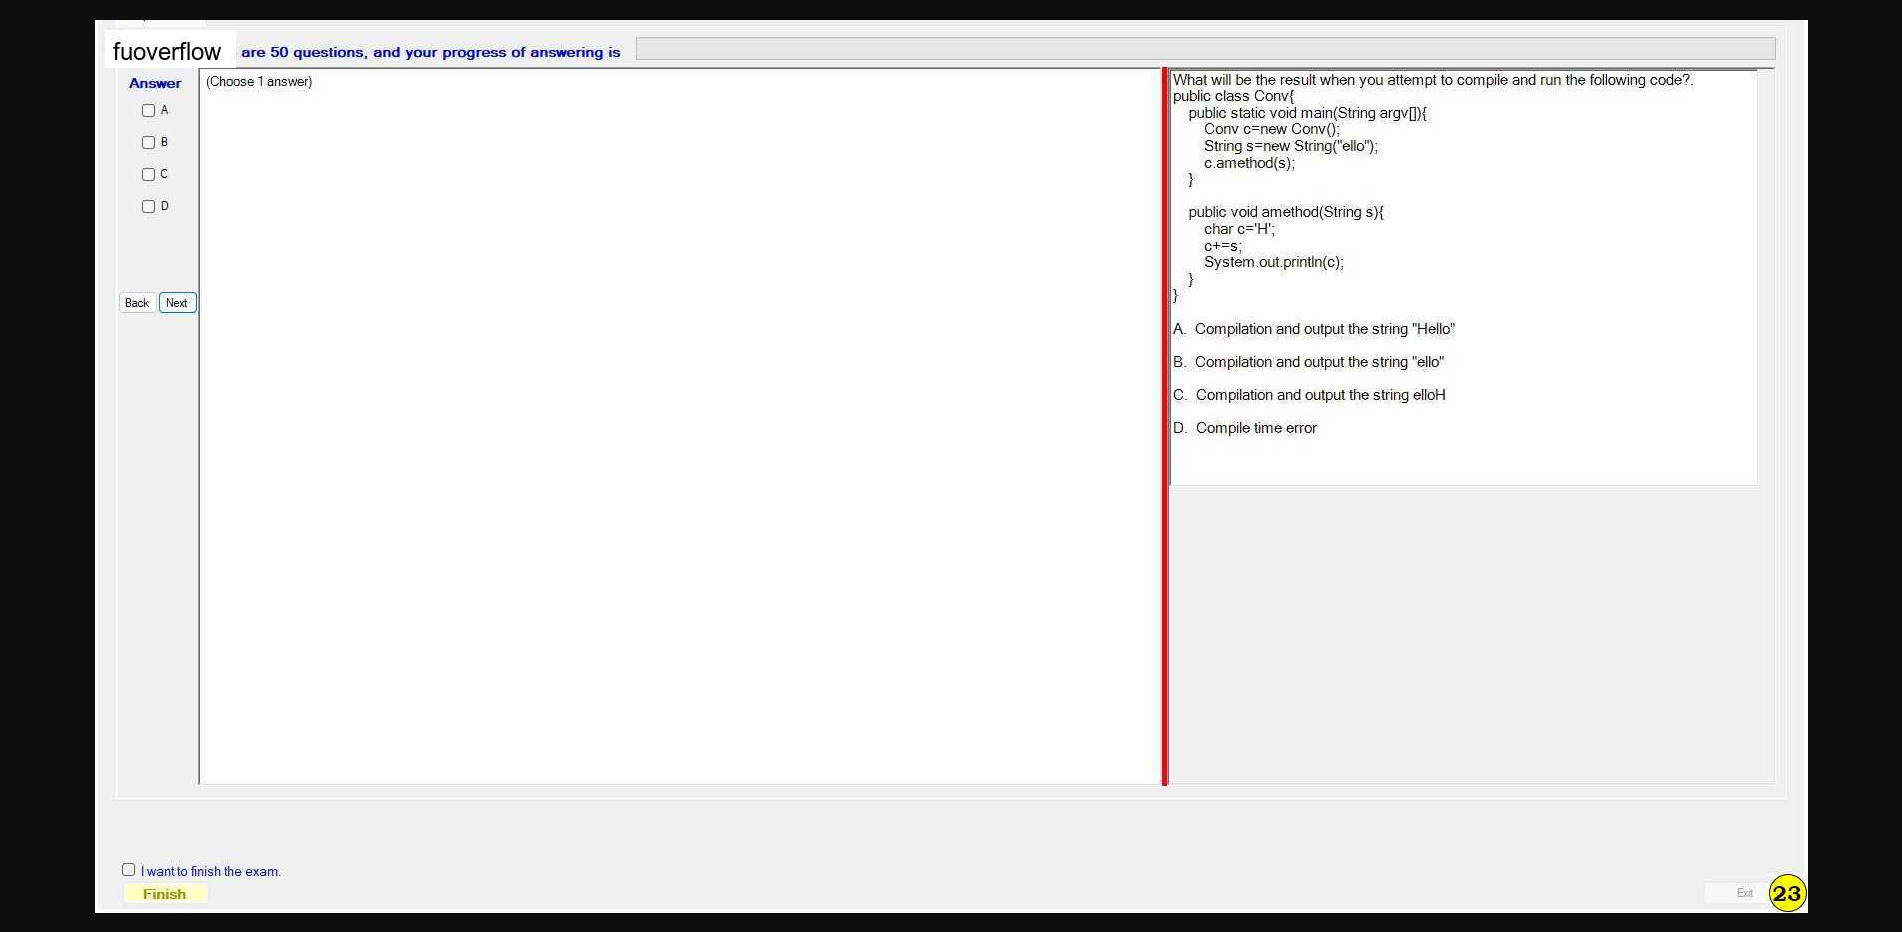 fuoverflow are 50 questions, and your progress of answering is
Answer
(Choose 1 answer)
A
B
C
D
Back Next
What will be the result when you attempt to compile and run the following code?.
public class Conv{
public static void main(String argv[]){
Conv c=new Conv();
String s=new String("ello");
c.amethod(s);
}
public void amethod(String s){
char c='H';
c+=s;
System.out.println(c);
}
}
A. Compilation and output the string "Hello"
B. Compilation and output the string "ello"
C. Compilation and output the string elloH
D. Compile time error
I want to finish the exam.
Finish
Exit
23